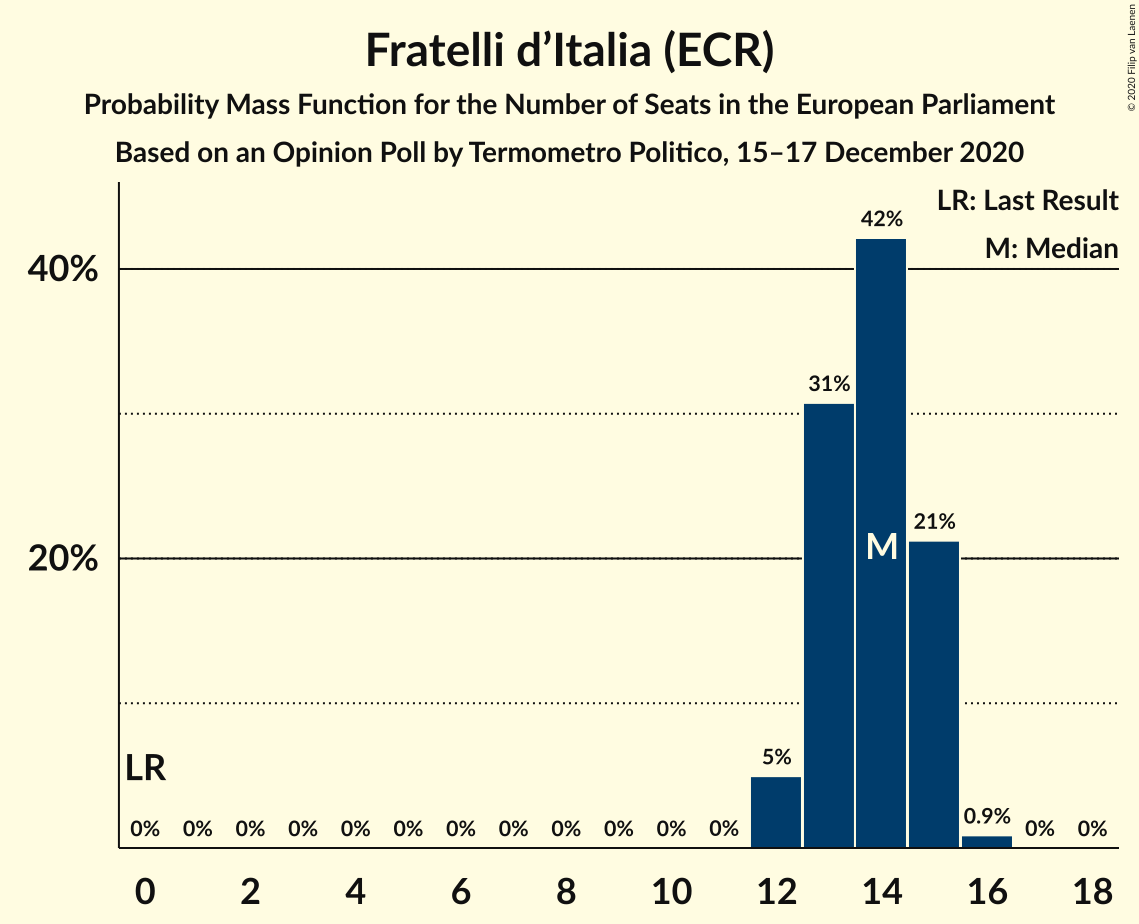 Fratelli d’Italia (ECR)
Probability Mass Function for the Number of Seats in the European Parliament
Based on an Opinion Poll by Termometro Politico, 15–17 December 2020
© 2020 Filip van Laenen
LR: Last Result
M: Median
42%
40%
31%
21%
20%
M
LR
5%
0% 0% 0% 0% 0% 0% 0% 0% 0% 0% 0% 0% 0.9% 0% 0%
0 2 4 6 8 10 12 14 16 18